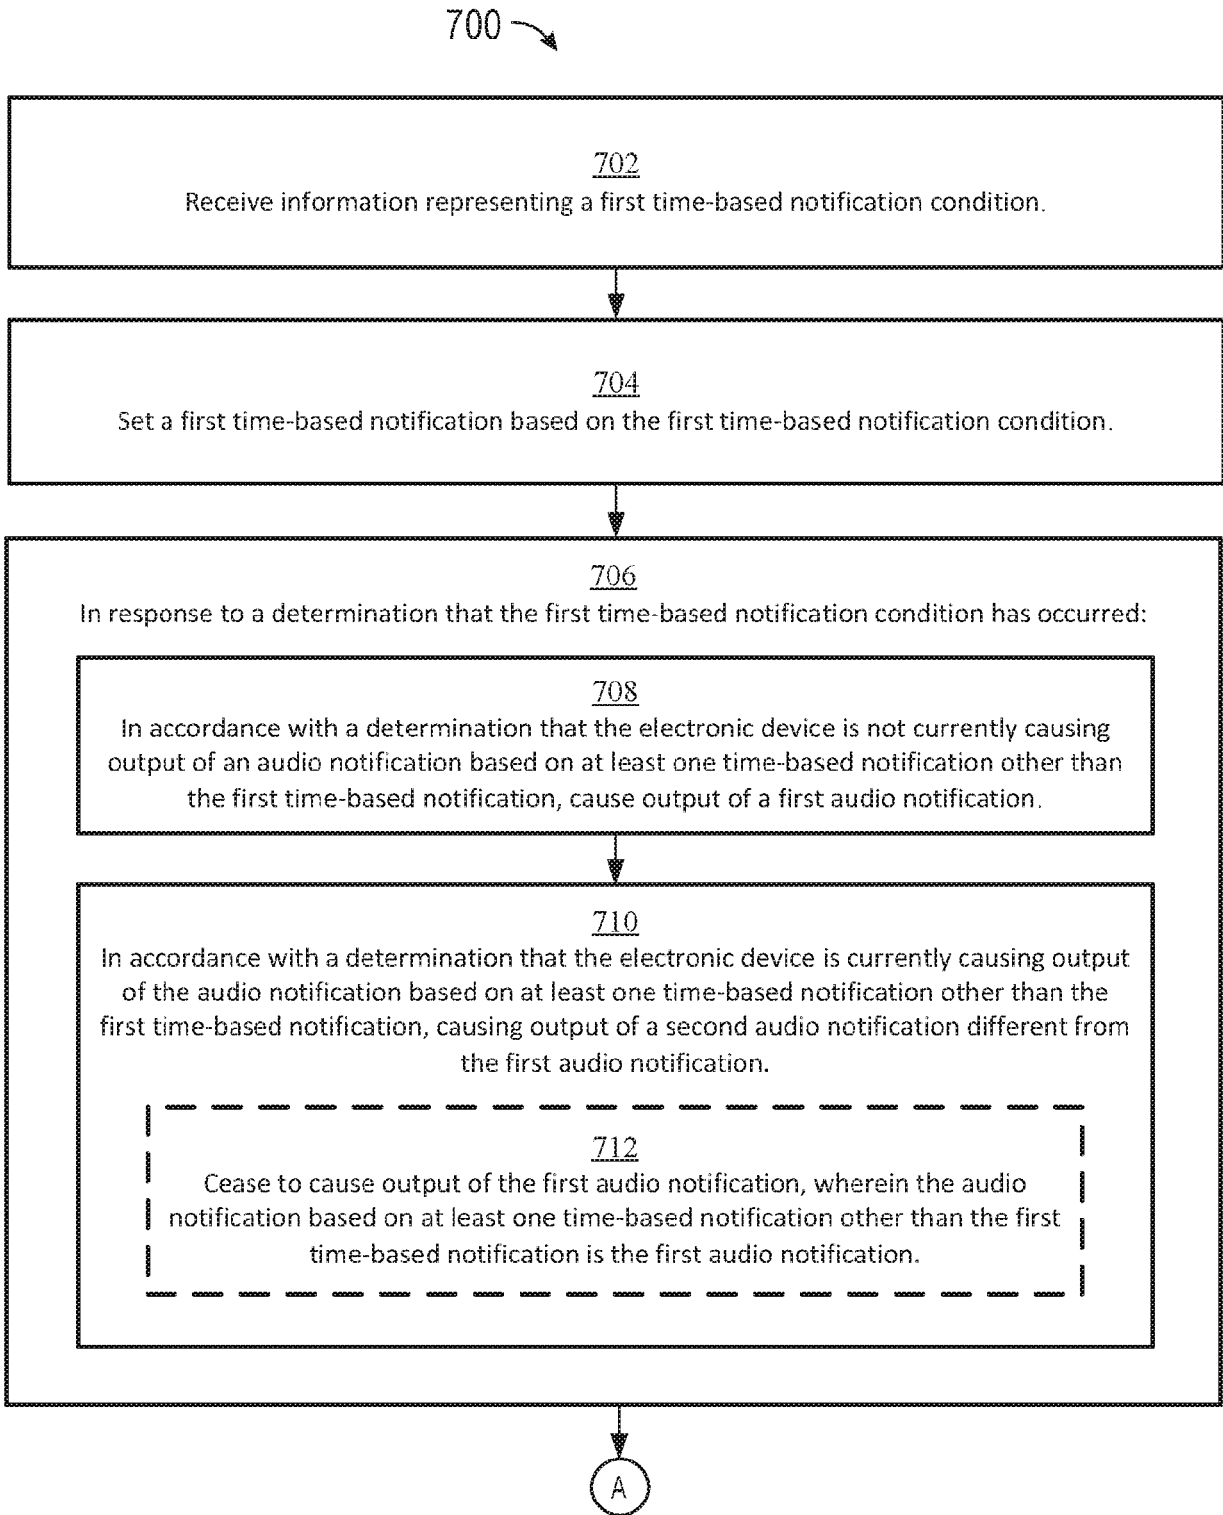 700
702
Receive information representing a first time-based notification condition.
704
Set a first time-based notification based on the first time-based notification condition.
706
In response to a determination that the first time-based notification condition has occurred:
708
In accordance with a determination that the electronic device is not currently causing
output of an audio notification based on at least one time-based notification other than
the first time-based notification, cause output of a first audio notification.
710
In accordance with a determination that the electronic device is currently causing output
of the audio notification based on at least one time-based notification other than the
first time-based notification, causing output of a second audio notification different from
the first audio notification.
712
Cease to cause output of the first audio notification, wherein the audio
notification based on at least one time-based notification other than the first
time-based notification is the first audio notification.
A